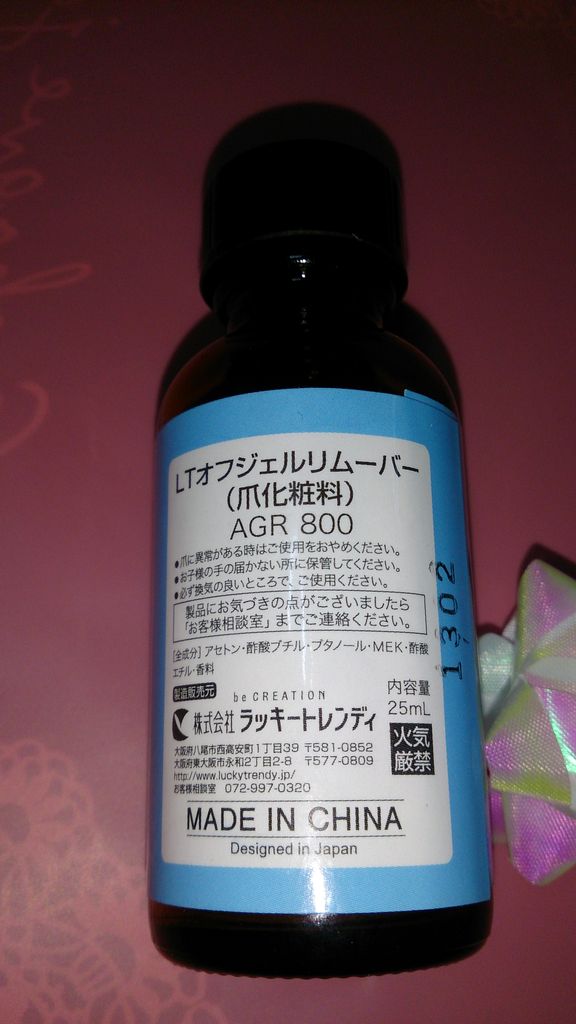 LTオフジェルリムーバー
(爪化粧料)
AGR 800
●爪に異常がある時はご使用をおやめください。
●お子様の手の届かない所に保管してください。
●必ず換気の良いところで、ご使用ください。
製品にお気づきの点がございましたら
「お客様相談室」までご連絡ください。
[全成分] アセトン・酢酸ブチル・ブタノール・MEK・酢酸
エチル・香料
製造販売元
be CREATION
株式会社 ラッキートレンディ
内容量
25mL
大阪府八尾市西高安町1丁目39 〒581-0852
大阪府東大阪市永和2丁目2-8 〒577-0809
http://www.luckytrendy.jp/
お客様相談室 072-997-0320
火気
厳禁
MADE IN CHINA
Designed in Japan
1302